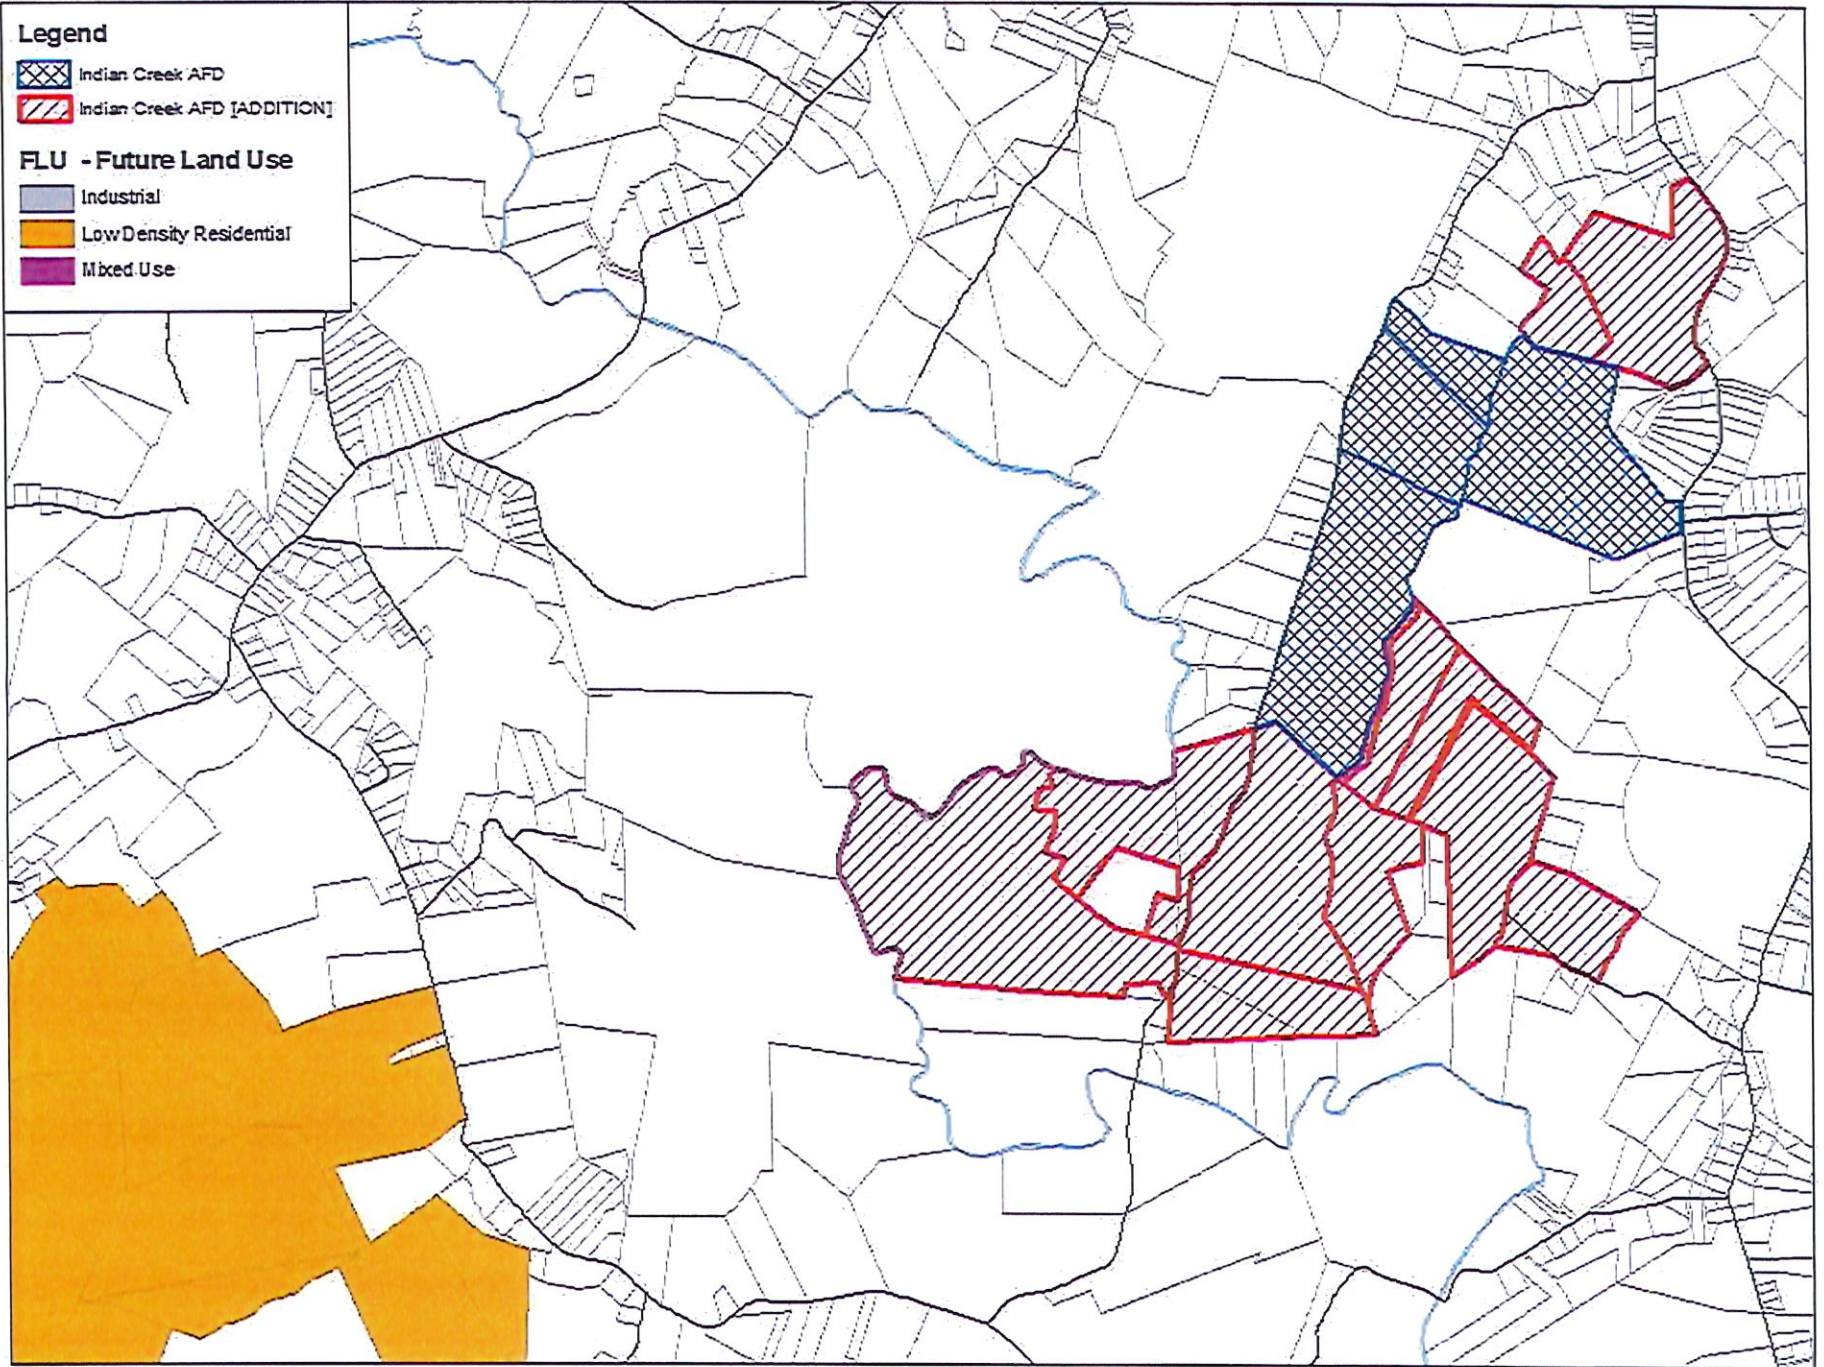 Legend
Indian Creek AFD
Indian Creek AFD [ADDITION]
FLU - Future Land Use
Industrial
Low Density Residential
Mixed Use